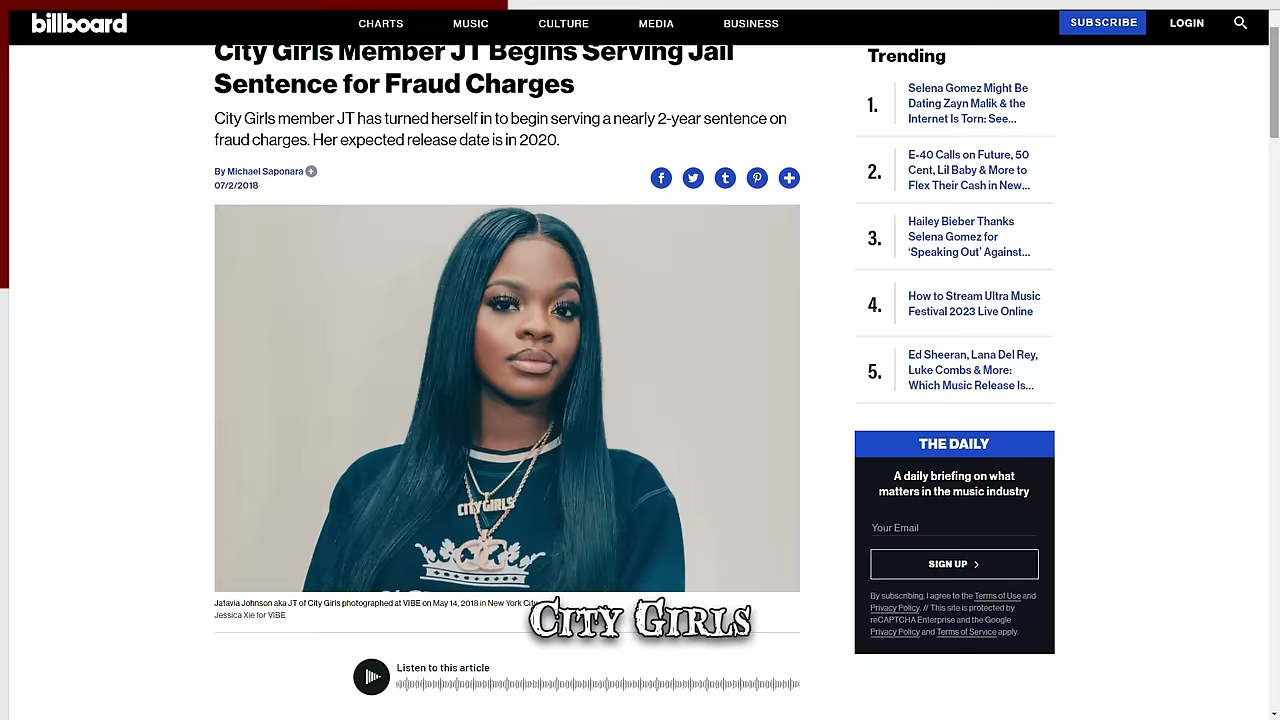 billboard
CHARTS
MUSIC
CULTURE
MEDIA
BUSINESS
SUBSCRIBE
LOGIN
City Girls Member JT Begins Serving Jail
Sentence for Fraud Charges
City Girls member JT has turned herself in to begin serving a nearly 2-year sentence on
fraud charges. Her expected release date is in 2020.
By Michael Saponara
07/2/2018
CITY GIRLS
Jatavia Johnson aka JT of City Girls photographed at VIBE on May 14, 2018 in New York City.
Jessica Xie for VIBE
City Girls
Listen to this article
Trending
1.
Selena Gomez Might Be
Dating Zayn Malik & the
Internet Is Torn: See...
2.
E-40 Calls on Future, 50
Cent, Lil Baby & More to
Flex Their Cash in New...
3.
Hailey Bieber Thanks
Selena Gomez for
‘Speaking Out’ Against...
4.
How to Stream Ultra Music
Festival 2023 Live Online
5.
Ed Sheeran, Lana Del Rey,
Luke Combs & More:
Which Music Release Is...
THE DAILY
A daily briefing on what
matters in the music industry
Your Email
SIGN UP
By subscribing, I agree to the Terms of Use and
Privacy Policy. // This site is protected by
reCAPTCHA Enterprise and the Google
Privacy Policy and Terms of Service apply.